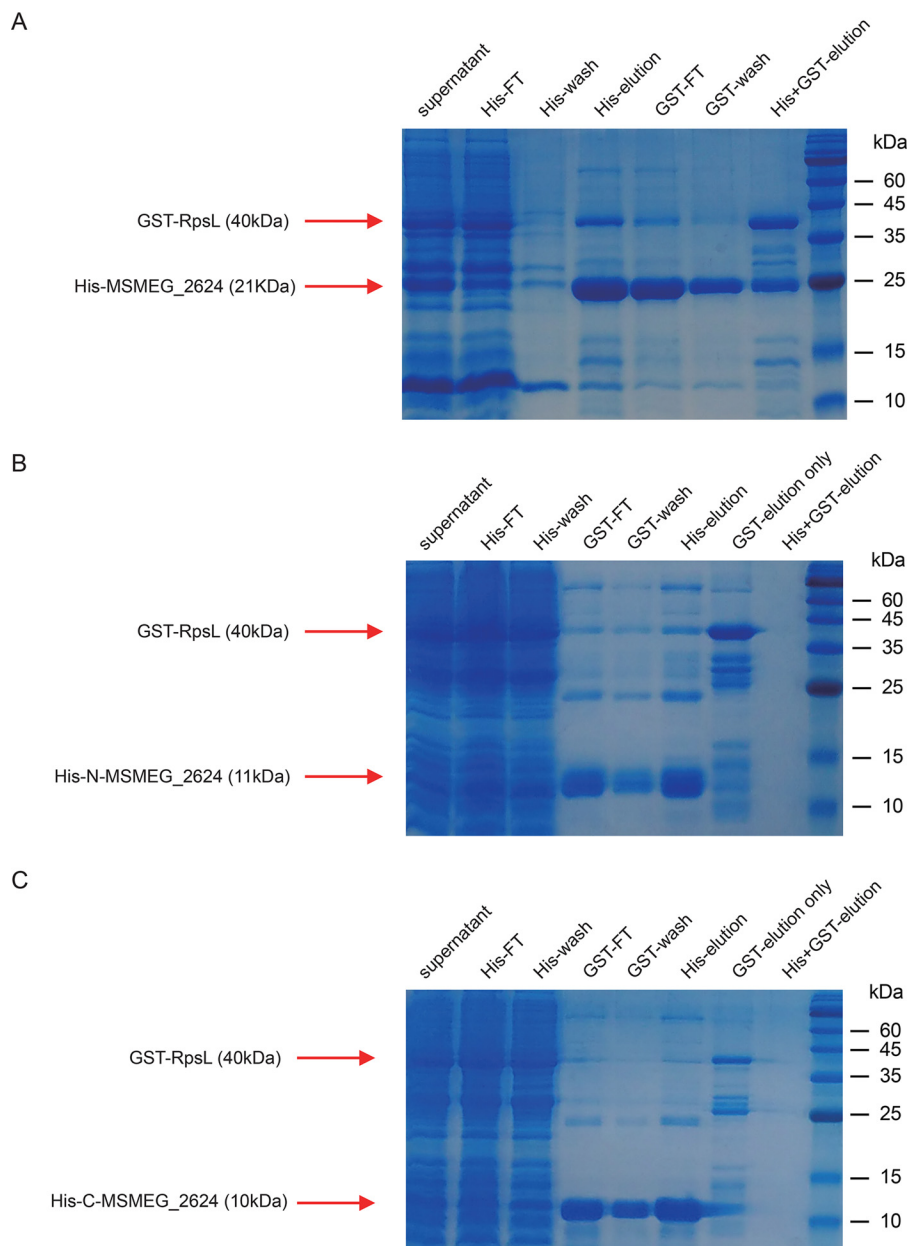 A
supernatant
His-FT
His-wash
His-elution
GST-FT
GST-wash
His+GST-elution
kDa
60
45
GST-RpsL (40kDa)
35
His-MSMEG_2624 (21KDa)
25
15
10
B
supernatant
His-FT
His-wash
GST-FT
GST-wash
His-elution
GST-elution only
His+GST-elution
kDa
60
45
GST-RpsL (40kDa)
35
25
15
His-N-MSMEG_2624 (11kDa)
10
C
supernatant
His-FT
His-wash
GST-FT
GST-wash
His-elution
GST-elution only
His+GST-elution
kDa
60
45
GST-RpsL (40kDa)
35
25
15
His-C-MSMEG_2624 (10kDa)
10